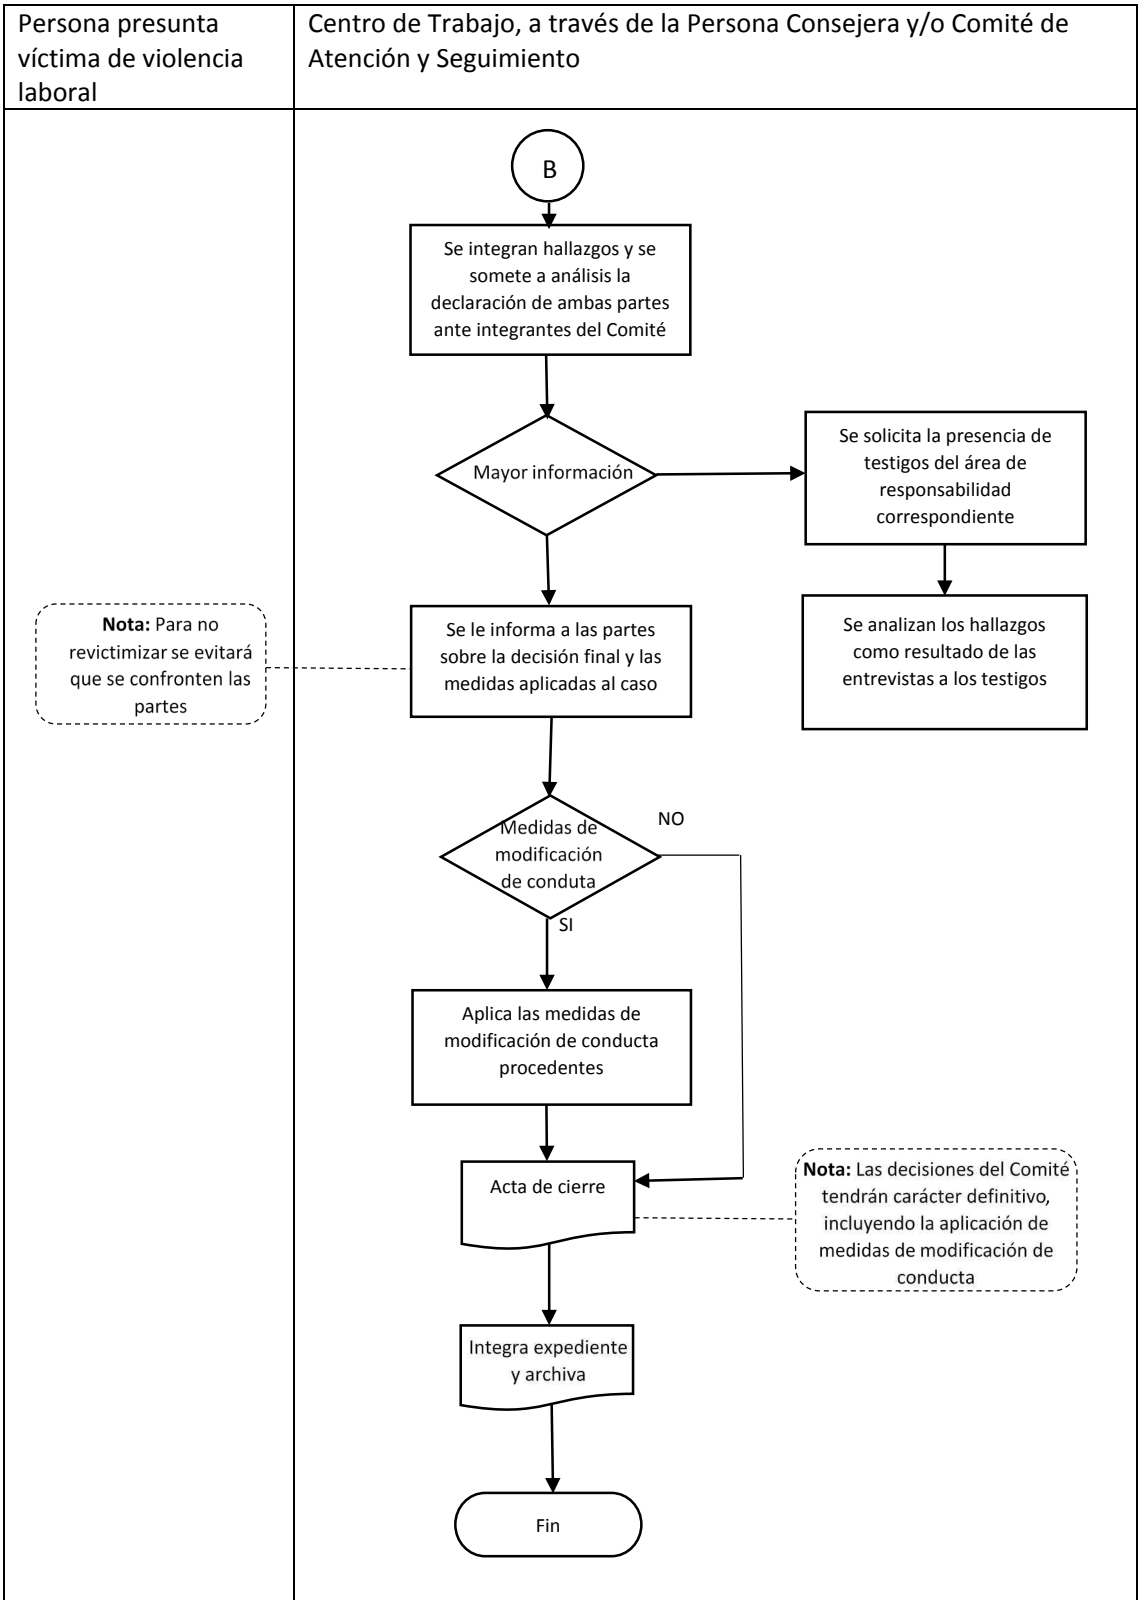 Persona presunta
víctima de violencia
laboral
Centro de Trabajo, a través de la Persona Consejera y/o Comité de
Atención y Seguimiento
B
Se integran hallazgos y se
somete a análisis la
declaración de ambas partes
ante integrantes del Comité
Mayor información
Se solicita la presencia de
testigos del área de
responsabilidad
correspondiente
Se analizan los hallazgos
como resultado de las
entrevistas a los testigos
Nota: Para no
revictimizar se evitará
que se confronten las
partes
Se le informa a las partes
sobre la decisión final y las
medidas aplicadas al caso
Medidas de
modificación
de conduta
NO
SI
Aplica las medidas de
modificación de conducta
procedentes
Acta de cierre
Nota: Las decisiones del Comité
tendrán carácter definitivo,
incluyendo la aplicación de
medidas de modificación de
conducta
Integra expediente
y archiva
Fin